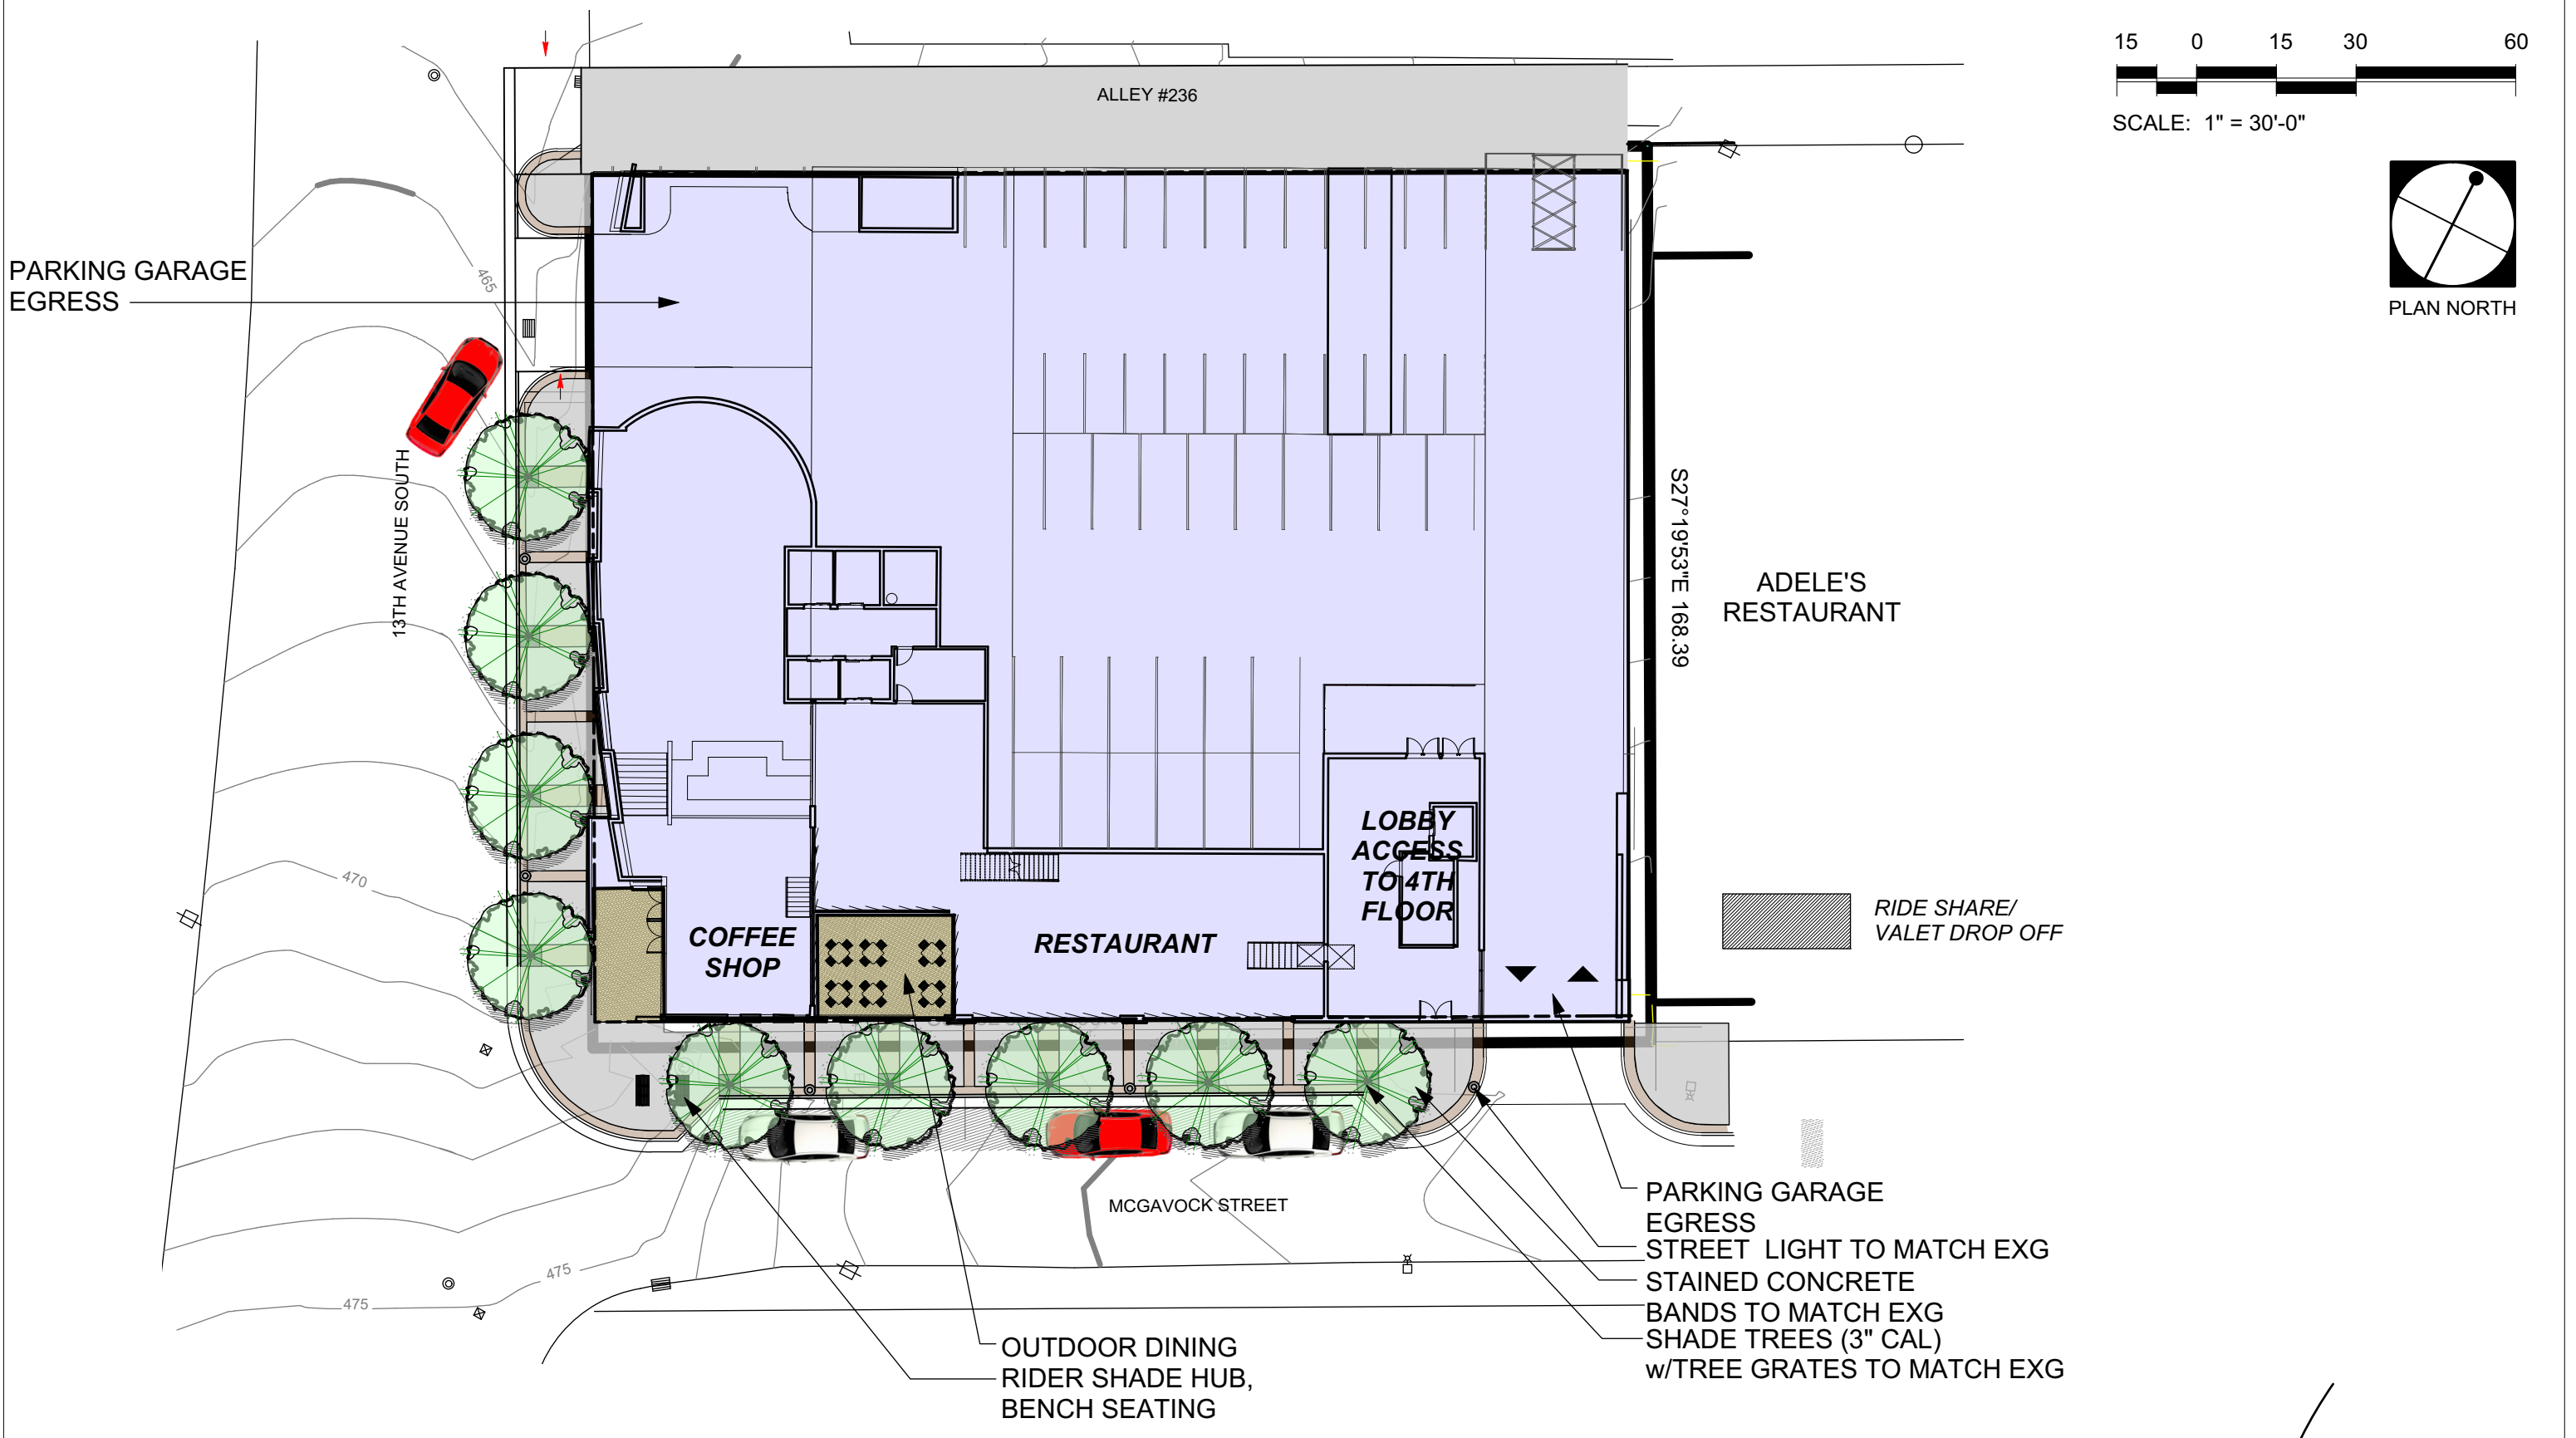 15 0 15 30 60
SCALE: 1" = 30'-0"
PLAN NORTH
ALLEY #236
PARKING GARAGE
EGRESS
465
13TH AVENUE SOUTH
S27°19'53"E 168.39
ADELE'S
RESTAURANT
LOBBY
ACCESS
TO 4TH
FLOOR
470
COFFEE
SHOP
RESTAURANT
RIDE SHARE/
VALET DROP OFF
MCGAVOCK STREET
PARKING GARAGE
EGRESS
STREET LIGHT TO MATCH EXG
STAINED CONCRETE
BANDS TO MATCH EXG
SHADE TREES (3" CAL)
w/TREE GRATES TO MATCH EXG
475
475
OUTDOOR DINING
RIDER SHADE HUB,
BENCH SEATING